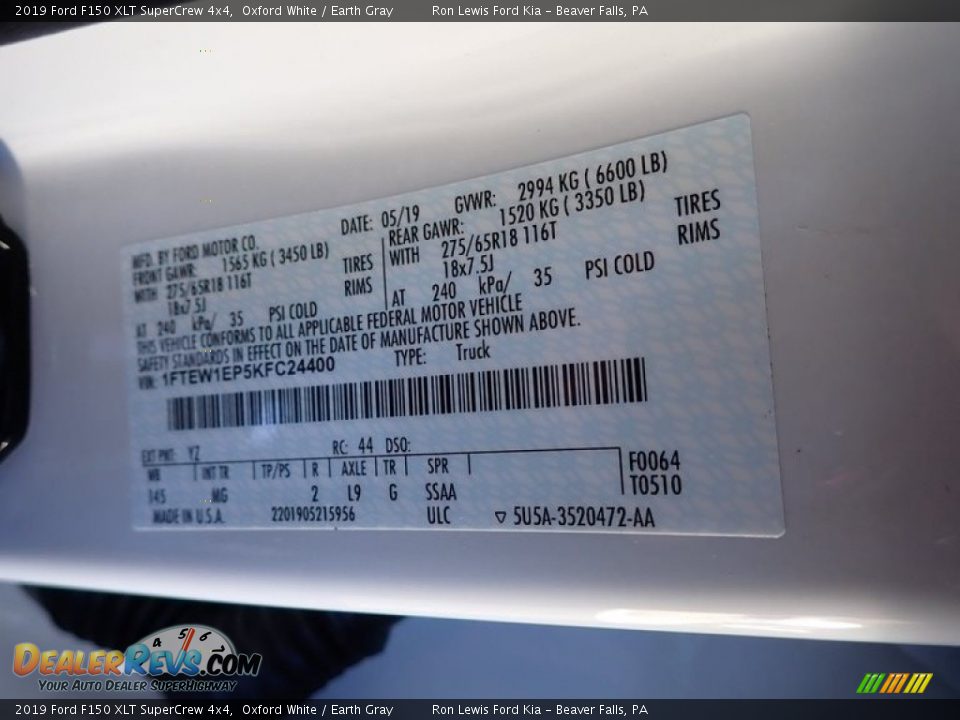 2019 Ford F150 XLT SuperCrew 4x4, Oxford White / Earth Gray Ron Lewis Ford Kia - Beaver Falls, PA
MFD. BY FORD MOTOR CO.
DATE: 05/19
GVWR: 2994 KG ( 6600 LB)
FRONT GAWR: 1565 KG ( 3450 LB)
REAR GAWR: 1520 KG ( 3350 LB)
WITH 275/65R18 116T TIRES
WITH 275/65R18 116T TIRES
18x7.5J RIMS
18x7.5J RIMS
AT 240 kPa/ 35 PSI COLD
AT 240 kPa/ 35 PSI COLD
THIS VEHICLE CONFORMS TO ALL APPLICABLE FEDERAL MOTOR VEHICLE
SAFETY STANDARDS IN EFFECT ON THE DATE OF MANUFACTURE SHOWN ABOVE.
VIN: 1FTEW1EP5KFC24400
TYPE: Truck
EXT PNT: YZ RC: 44 DSO:
WB INT TR TP/PS R AXLE TR SPR
F0064
145 MG 2 L9 G SSAA
T0510
MADE IN U.S.A. 2201905215956 ULC ▽ 5U5A-3520472-AA
4 5 6
DEALERREVS.COM
YOUR AUTO DEALER SUPERHIGHWAY
2019 Ford F150 XLT SuperCrew 4x4, Oxford White / Earth Gray Ron Lewis Ford Kia - Beaver Falls, PA